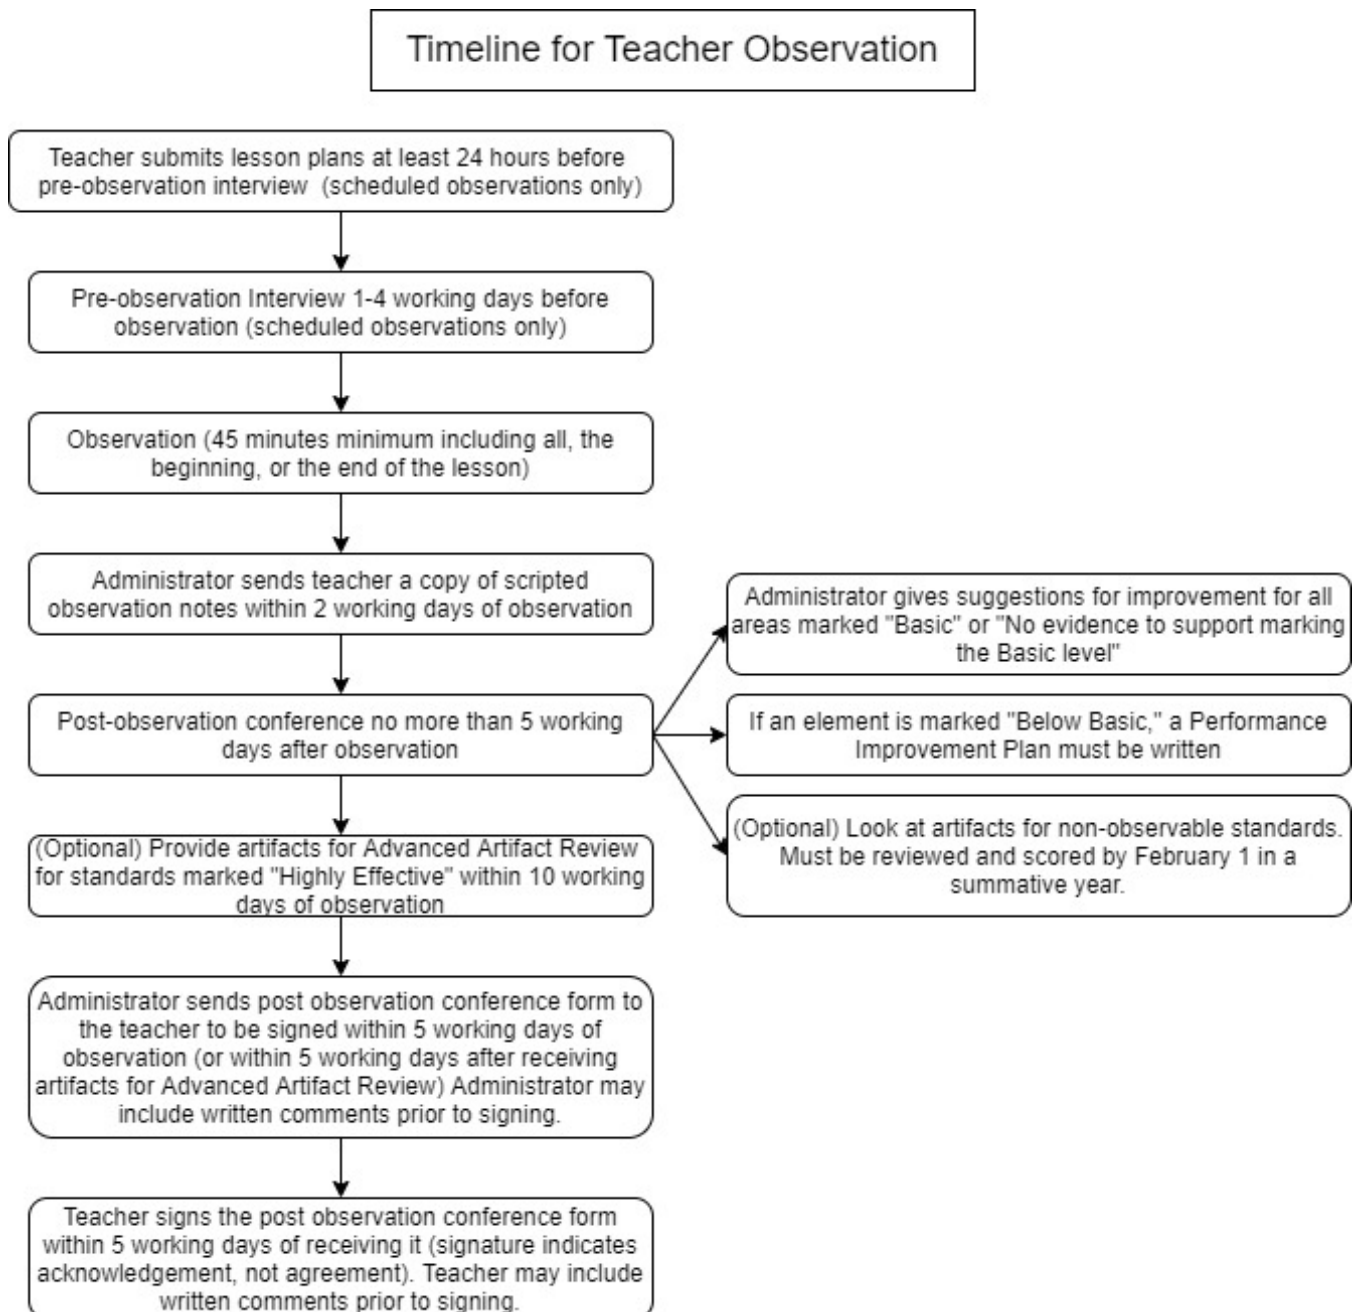 Timeline for Teacher Observation
Teacher submits lesson plans at least 24 hours before
pre-observation interview (scheduled observations only)
Pre-observation Interview 1-4 working days before
observation (scheduled observations only)
Observation (45 minutes minimum including all, the
beginning, or the end of the lesson)
Administrator sends teacher a copy of scripted
observation notes within 2 working days of observation
Post-observation conference no more than 5 working
days after observation
Administrator gives suggestions for improvement for all
areas marked "Basic" or "No evidence to support marking
the Basic level"
If an element is marked "Below Basic," a Performance
Improvement Plan must be written
(Optional) Look at artifacts for non-observable standards.
Must be reviewed and scored by February 1 in a
summative year.
(Optional) Provide artifacts for Advanced Artifact Review
for standards marked "Highly Effective" within 10 working
days of observation
Administrator sends post observation conference form to
the teacher to be signed within 5 working days of
observation (or within 5 working days after receiving
artifacts for Advanced Artifact Review) Administrator may
include written comments prior to signing.
Teacher signs the post observation conference form
within 5 working days of receiving it (signature indicates
acknowledgement, not agreement). Teacher may include
written comments prior to signing.